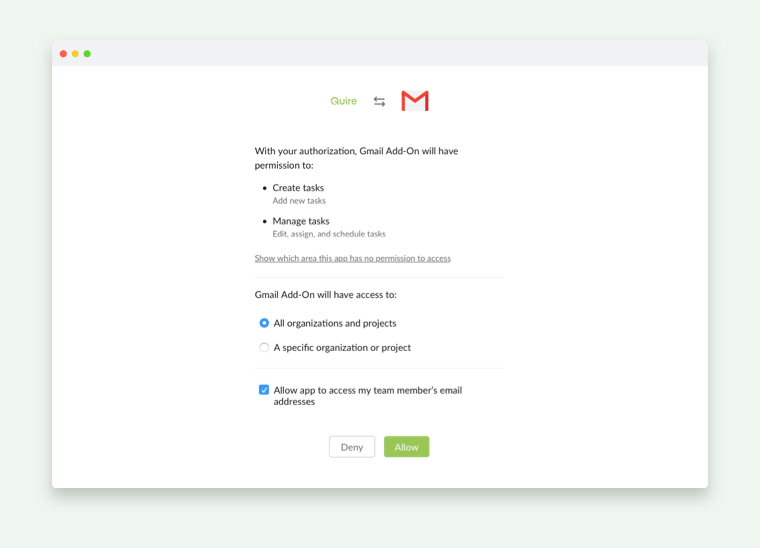 Quire
With your authorization, Gmail Add-On will have
permission to:
• Create tasks
Add new tasks
• Manage tasks
Edit, assign, and schedule tasks
Show which area this app has no permission to access
Gmail Add-On will have access to:
All organizations and projects
A specific organization or project
Allow app to access my team member's email
addresses
Deny Allow